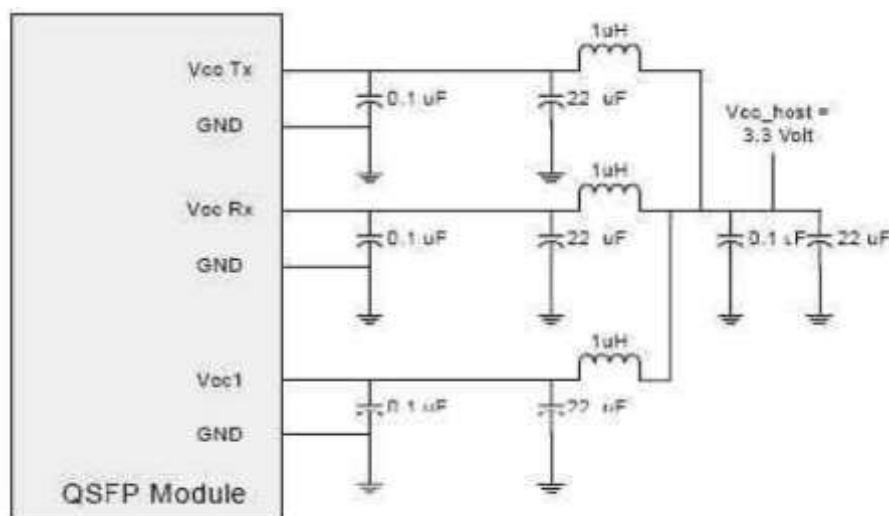 1uH
Vcc Tx
0.1 uF
22 uF
GND
Vcc_host =
3.3 Volt
1uH
Vcc Rx
0.1 uF
22 uF
0.1 uF
22 uF
GND
1uH
Vcc1
0.1 uF
22 uF
GND
QSFP Module